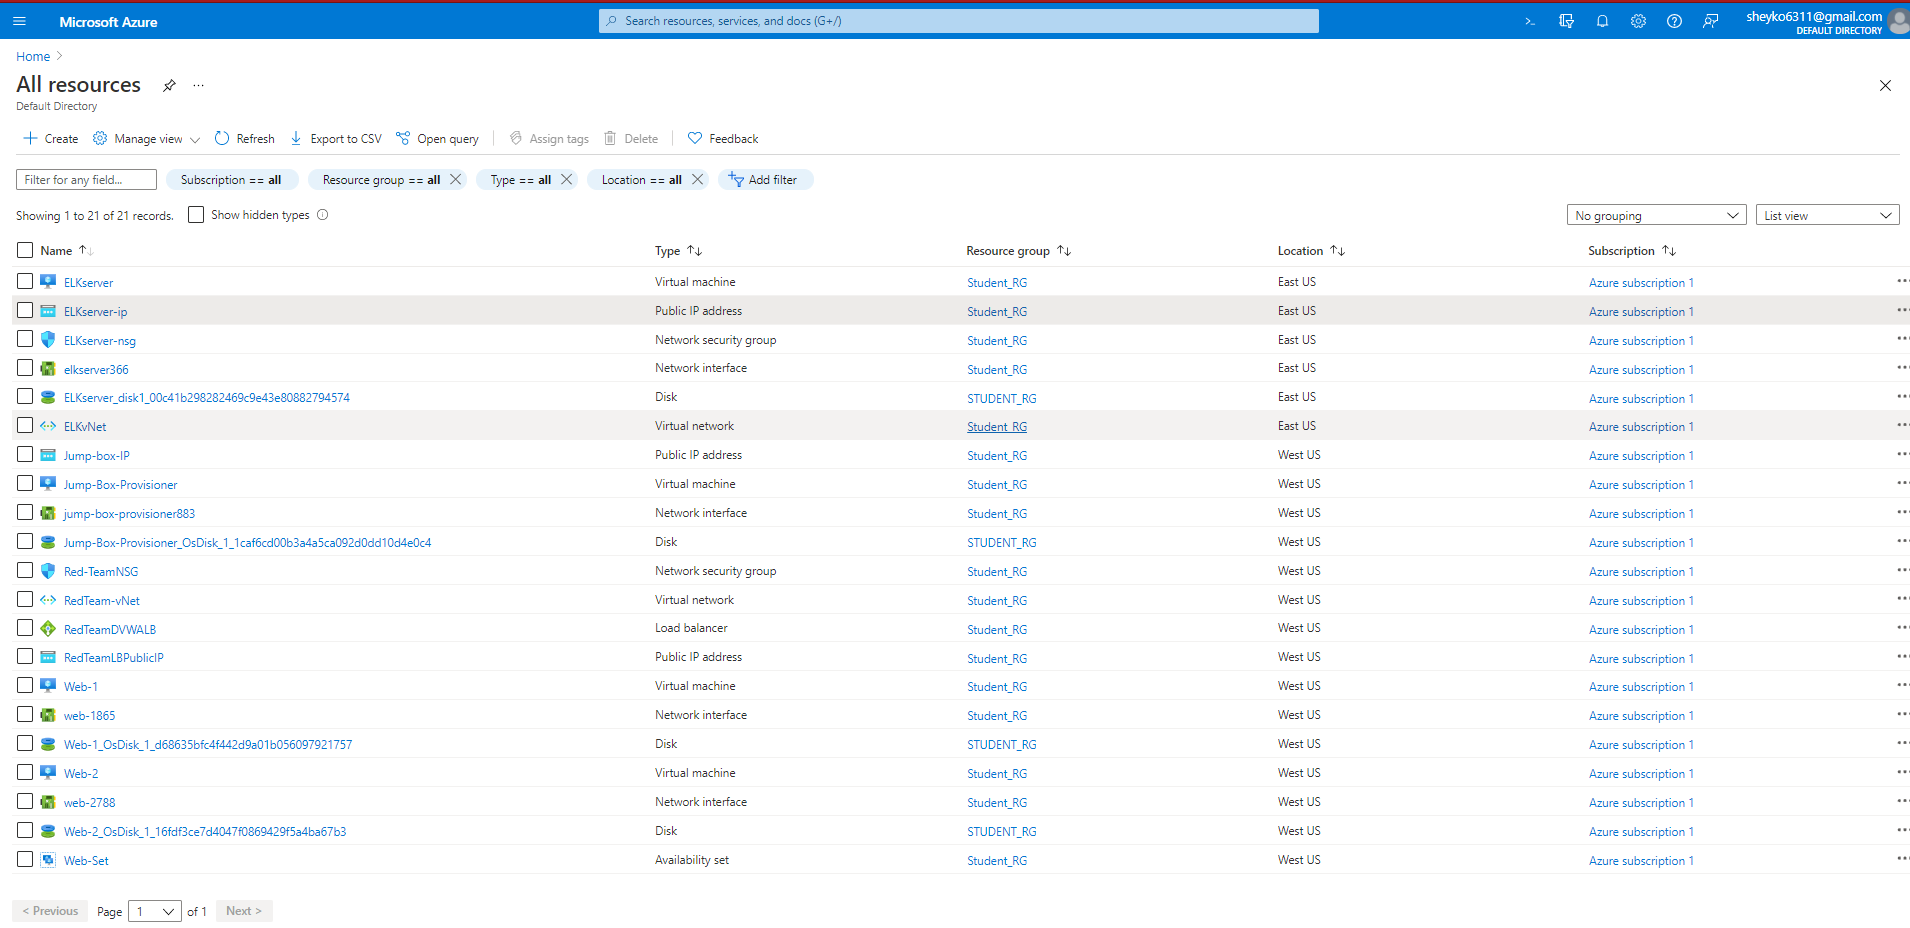 Microsoft Azure
Search resources, services, and docs (G+/)
sheyko6311@gmail.com
DEFAULT DIRECTORY
Home
All resources
Default Directory
Create Manage view Refresh Export to CSV Open query Assign tags Delete Feedback
Filter for any field... Subscription == all Resource group == all Type == all Location == all Add filter
Showing 1 to 21 of 21 records. Show hidden types No grouping List view
Name Type Resource group Location Subscription
ELKserver Virtual machine Student_RG East US Azure subscription 1
ELKserver-ip Public IP address Student_RG East US Azure subscription 1
ELKserver-nsg Network security group Student_RG East US Azure subscription 1
elkserver366 Network interface Student_RG East US Azure subscription 1
ELKserver_disk1_00c41b298282469c9e43e80882794574 Disk STUDENT_RG East US Azure subscription 1
ELKvNet Virtual network Student_RG East US Azure subscription 1
Jump-box-IP Public IP address Student_RG West US Azure subscription 1
Jump-Box-Provisioner Virtual machine Student_RG West US Azure subscription 1
jump-box-provisioner883 Network interface Student_RG West US Azure subscription 1
Jump-Box-Provisioner_OsDisk_1_1caf6cd00b3a4a5ca092d0dd10d4e0c4 Disk STUDENT_RG West US Azure subscription 1
Red-TeamNSG Network security group Student_RG West US Azure subscription 1
RedTeam-vNet Virtual network Student_RG West US Azure subscription 1
RedTeamDVWALB Load balancer Student_RG West US Azure subscription 1
RedTeamLBPublicIP Public IP address Student_RG West US Azure subscription 1
Web-1 Virtual machine Student_RG West US Azure subscription 1
web-1865 Network interface Student_RG West US Azure subscription 1
Web-1_OsDisk_1_d68635bfc4f442d9a01b056097921757 Disk STUDENT_RG West US Azure subscription 1
Web-2 Virtual machine Student_RG West US Azure subscription 1
web-2788 Network interface Student_RG West US Azure subscription 1
Web-2_OsDisk_1_16fdf3ce7d4047f0869429f5a4ba67b3 Disk STUDENT_RG West US Azure subscription 1
Web-Set Availability set Student_RG West US Azure subscription 1
< Previous Page 1 of 1 Next >